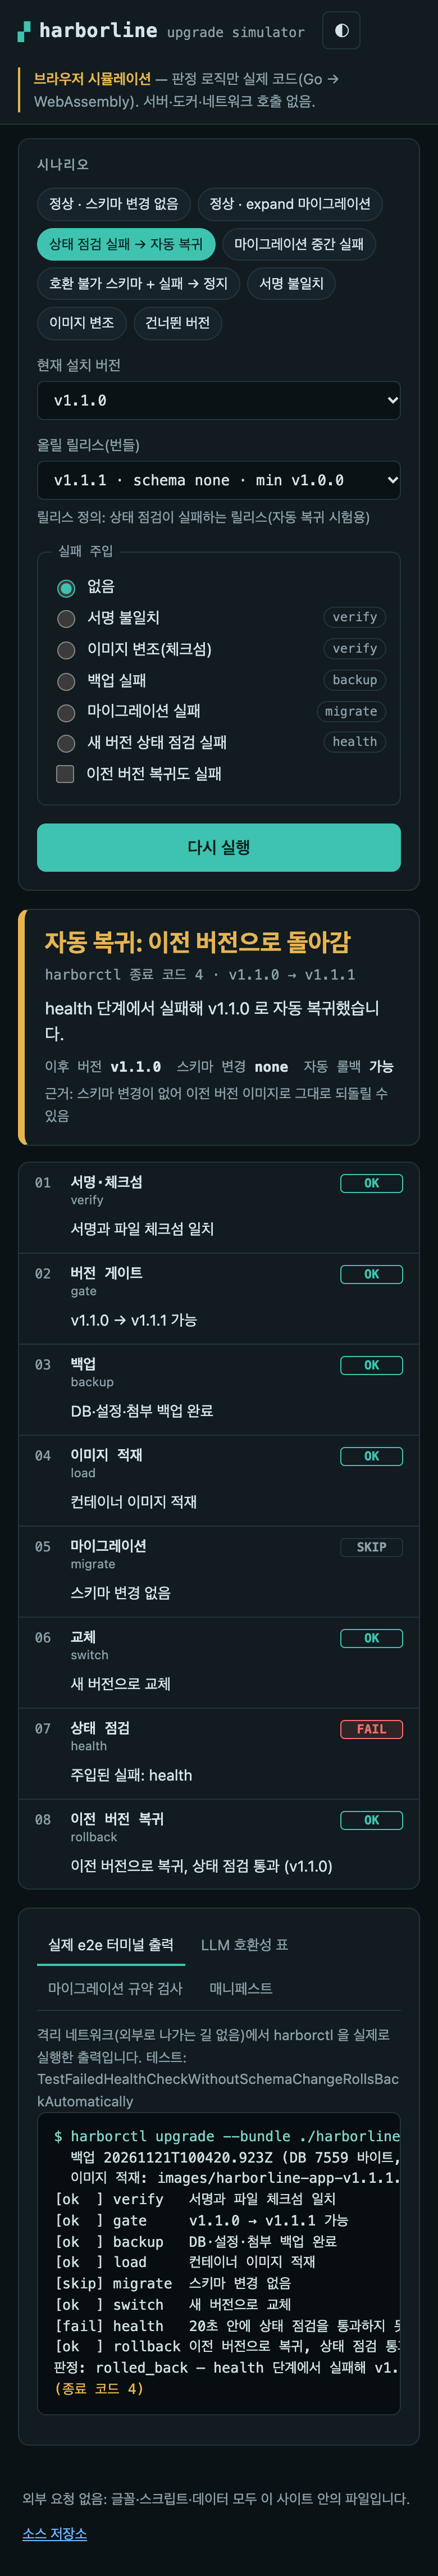 harborline upgrade simulator
브라우저 시뮬레이션 — 판정 로직만 실제 코드(Go →
WebAssembly). 서버·도커·네트워크 호출 없음.
시나리오
정상 · 스키마 변경 없음
정상 · expand 마이그레이션
상태 점검 실패 → 자동 복귀
마이그레이션 중간 실패
호환 불가 스키마 + 실패 → 정지
서명 불일치
이미지 변조
건너뛴 버전
현재 설치 버전
v1.1.0
올릴 릴리스(번들)
v1.1.1 · schema none · min v1.0.0
릴리스 정의: 상태 점검이 실패하는 릴리스(자동 복귀 시험용)
실패 주입
없음
서명 불일치 verify
이미지 변조(체크섬) verify
백업 실패 backup
마이그레이션 실패 migrate
새 버전 상태 점검 실패 health
이전 버전 복귀도 실패
다시 실행
자동 복귀: 이전 버전으로 돌아감
harborctl 종료 코드 4 · v1.1.0 → v1.1.1
health 단계에서 실패해 v1.1.0 로 자동 복귀했습니
다.
이후 버전 v1.1.0 스키마 변경 none 자동 롤백 가능
근거: 스키마 변경이 없어 이전 버전 이미지로 그대로 되돌릴 수
있음
01 서명·체크섬 OK
verify
서명과 파일 체크섬 일치
02 버전 게이트 OK
gate
v1.1.0 → v1.1.1 가능
03 백업 OK
backup
DB·설정·첨부 백업 완료
04 이미지 적재 OK
load
컨테이너 이미지 적재
05 마이그레이션 SKIP
migrate
스키마 변경 없음
06 교체 OK
switch
새 버전으로 교체
07 상태 점검 FAIL
health
주입된 실패: health
08 이전 버전 복귀 OK
rollback
이전 버전으로 복귀, 상태 점검 통과 (v1.1.0)
실제 e2e 터미널 출력
LLM 호환성 표
마이그레이션 규약 검사
매니페스트
격리 네트워크(외부로 나가는 길 없음)에서 harborctl 을 실제로
실행한 출력입니다. 테스트:
TestFailedHealthCheckWithoutSchemaChangeRollsBac
kAutomatically
$ harborctl upgrade --bundle ./harborline
백업 20261121T100420.923Z (DB 7559 바이트,
이미지 적재: images/harborline-app-v1.1.1.
[ok  ] verify   서명과 파일 체크섬 일치
[ok  ] gate     v1.1.0 → v1.1.1 가능
[ok  ] backup   DB·설정·첨부 백업 완료
[ok  ] load     컨테이너 이미지 적재
[skip] migrate  스키마 변경 없음
[ok  ] switch   새 버전으로 교체
[fail] health   20초 안에 상태 점검을 통과하지
[ok  ] rollback 이전 버전으로 복귀, 상태 점검
판정: rolled_back — health 단계에서 실패해 v1.
(종료 코드 4)
외부 요청 없음: 글꼴·스크립트·데이터 모두 이 사이트 안의 파일입니다.
소스 저장소